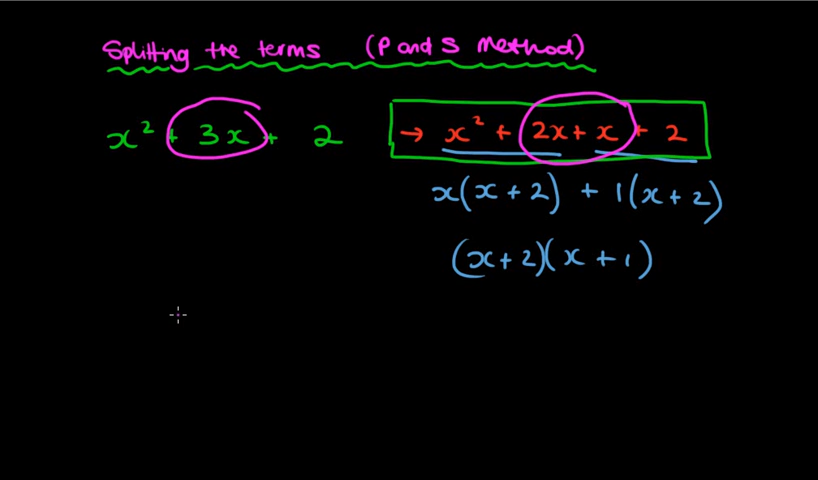 Splitting the terms (P and S Method)
x² + 3x + 2 → x² + 2x + x + 2
x(x + 2) + 1(x + 2)
(x + 2)(x + 1)